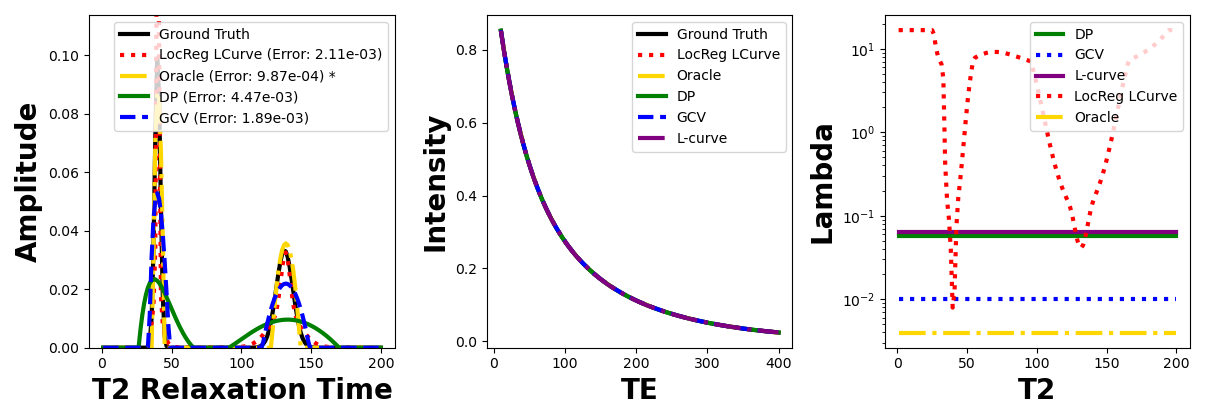 Amplitude
0.10
0.08
0.06
0.04
0.02
0.00
Ground Truth
LocReg LCurve (Error: 2.11e-03)
Oracle (Error: 9.87e-04) *
DP (Error: 4.47e-03)
GCV (Error: 1.89e-03)
0 50 100 150 200
T2 Relaxation Time
Intensity
0.8
0.6
0.4
0.2
0.0
Ground Truth
LocReg LCurve
Oracle
DP
GCV
L-curve
0 100 200 300 400
TE
Lambda
10¹
10⁰
10⁻¹
10⁻²
DP
GCV
L-curve
LocReg LCurve
Oracle
0 50 100 150 200
T2